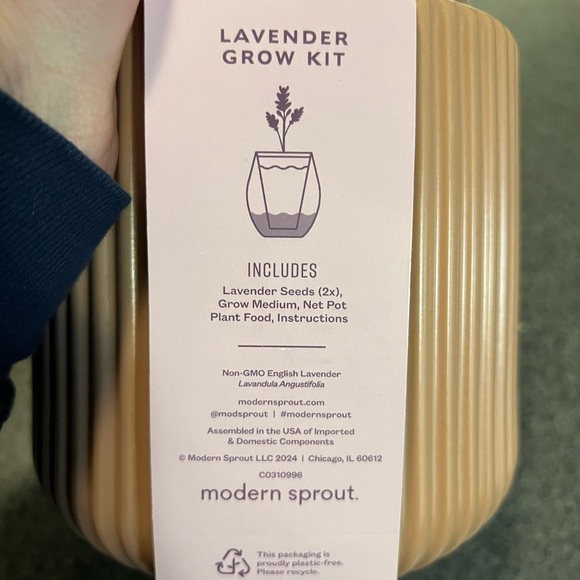 LAVENDER
GROW KIT
INCLUDES
Lavender Seeds (2x),
Grow Medium, Net Pot
Plant Food, Instructions
Non-GMO English Lavender
Lavandula Angustifolia
modernsprout.com
@modsprout | #modernsprout
Assembled in the USA of Imported
& Domestic Components
© Modern Sprout LLC 2024 | Chicago, IL 60612
C0310996
modern sprout.
This packaging is
proudly plastic-free.
Please recycle.